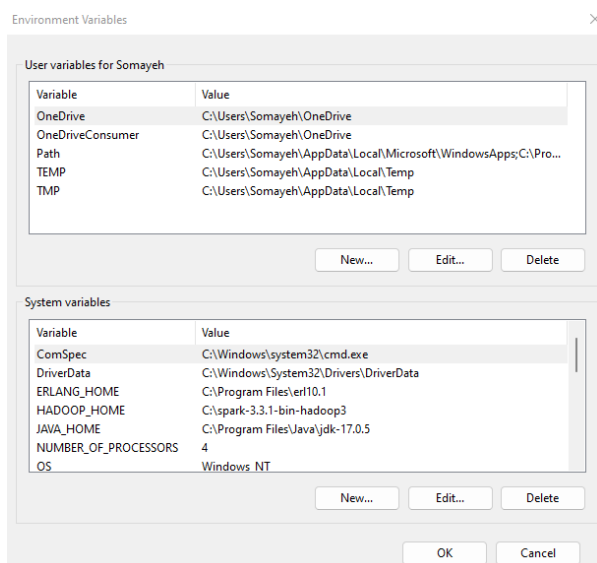 Environment Variables
User variables for Somayeh
Variable Value
OneDrive C:\Users\Somayeh\OneDrive
OneDriveConsumer C:\Users\Somayeh\OneDrive
Path C:\Users\Somayeh\AppData\Local\Microsoft\WindowsApps;C:\Pro...
TEMP C:\Users\Somayeh\AppData\Local\Temp
TMP C:\Users\Somayeh\AppData\Local\Temp
New... Edit... Delete
System variables
Variable Value
ComSpec C:\Windows\system32\cmd.exe
DriverData C:\Windows\System32\Drivers\DriverData
ERLANG_HOME C:\Program Files\erl10.1
HADOOP_HOME C:\spark-3.3.1-bin-hadoop3
JAVA_HOME C:\Program Files\Java\jdk-17.0.5
NUMBER_OF_PROCESSORS 4
OS Windows_NT
New... Edit... Delete
OK Cancel